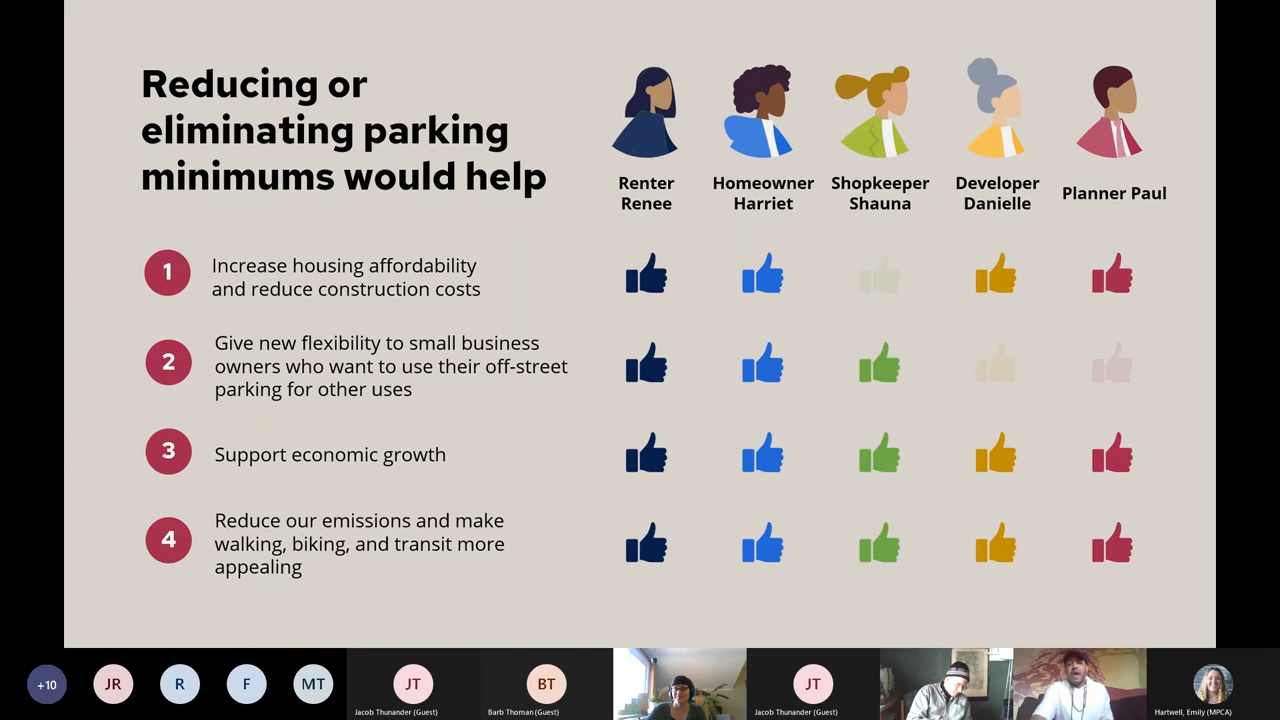 Reducing or
eliminating parking
minimums would help
Renter
Renee
Homeowner
Harriet
Shopkeeper
Shauna
Developer
Danielle
Planner Paul
1
Increase housing affordability
and reduce construction costs
2
Give new flexibility to small business
owners who want to use their off-street
parking for other uses
3
Support economic growth
4
Reduce our emissions and make
walking, biking, and transit more
appealing
+10
JR
R
F
MT
JT
Jacob Thunander (Guest)
BT
Barb Thoman (Guest)
JT
Jacob Thunander (Guest)
Hartwell, Emily (MPCA)